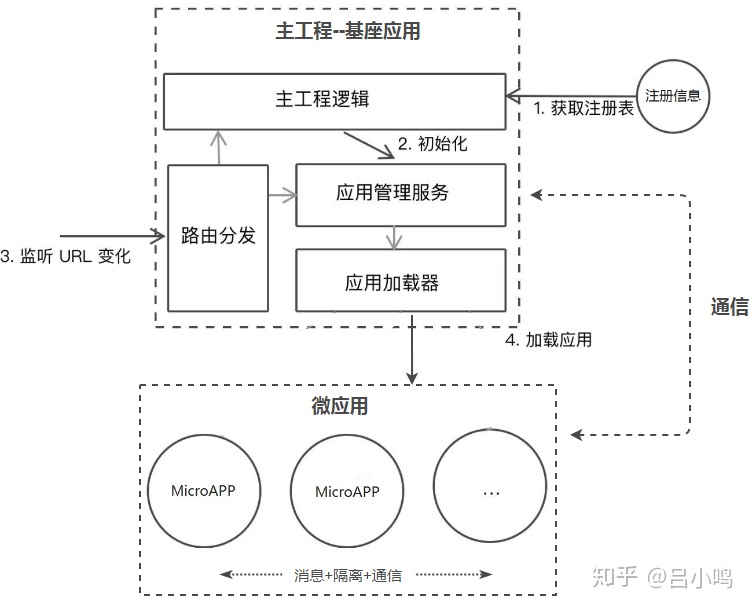 主工程--基座应用
主工程逻辑
注册信息
1. 获取注册表
2. 初始化
应用管理服务
路由分发
3. 监听 URL 变化
应用加载器
通信
4. 加载应用
微应用
MicroAPP
MicroAPP
...
消息+隔离+通信
知乎 @吕小鸣